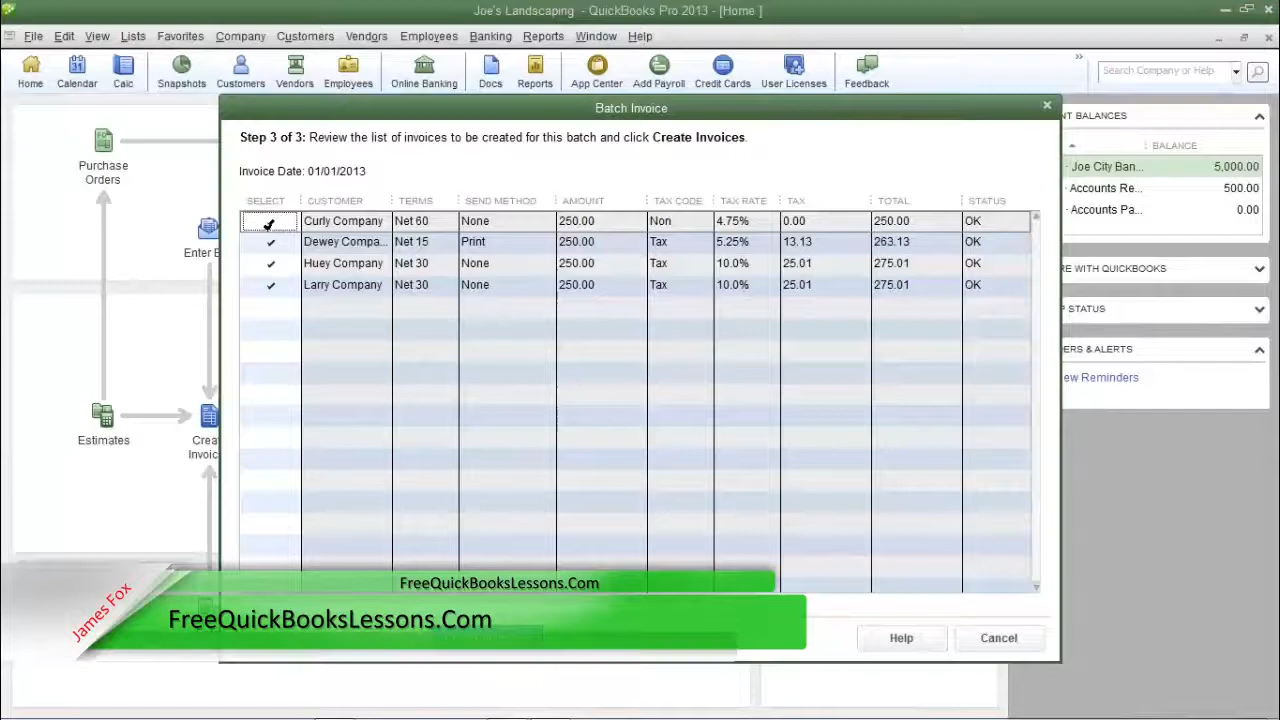 Joe's Landscaping - QuickBooks Pro 2013 - [Home ]
File Edit View Lists Favorites Company Customers Vendors Employees Banking Reports Window Help
Home Calendar Calc Snapshots Customers Vendors Employees Online Banking Docs Reports App Center Add Payroll Credit Cards User Licenses Feedback
Search Company or Help
Purchase
Orders
Enter B
Estimates
Crea
Invoic
Batch Invoice
Step 3 of 3: Review the list of invoices to be created for this batch and click Create Invoices.
Invoice Date: 01/01/2013
SELECT CUSTOMER TERMS SEND METHOD AMOUNT TAX CODE TAX RATE TAX TOTAL STATUS
Curly Company Net 60 None 250.00 Non 4.75% 0.00 250.00 OK
Dewey Compa... Net 15 Print 250.00 Tax 5.25% 13.13 263.13 OK
Huey Company Net 30 None 250.00 Tax 10.0% 25.01 275.01 OK
Larry Company Net 30 None 250.00 Tax 10.0% 25.01 275.01 OK
Help Cancel
NT BALANCES
BALANCE
Joe City Ban... 5,000.00
Accounts Re... 500.00
Accounts Pa... 0.00
RE WITH QUICKBOOKS
P STATUS
ERS & ALERTS
ew Reminders
James Fox
FreeQuickBooksLessons.Com
FreeQuickBooksLessons.Com